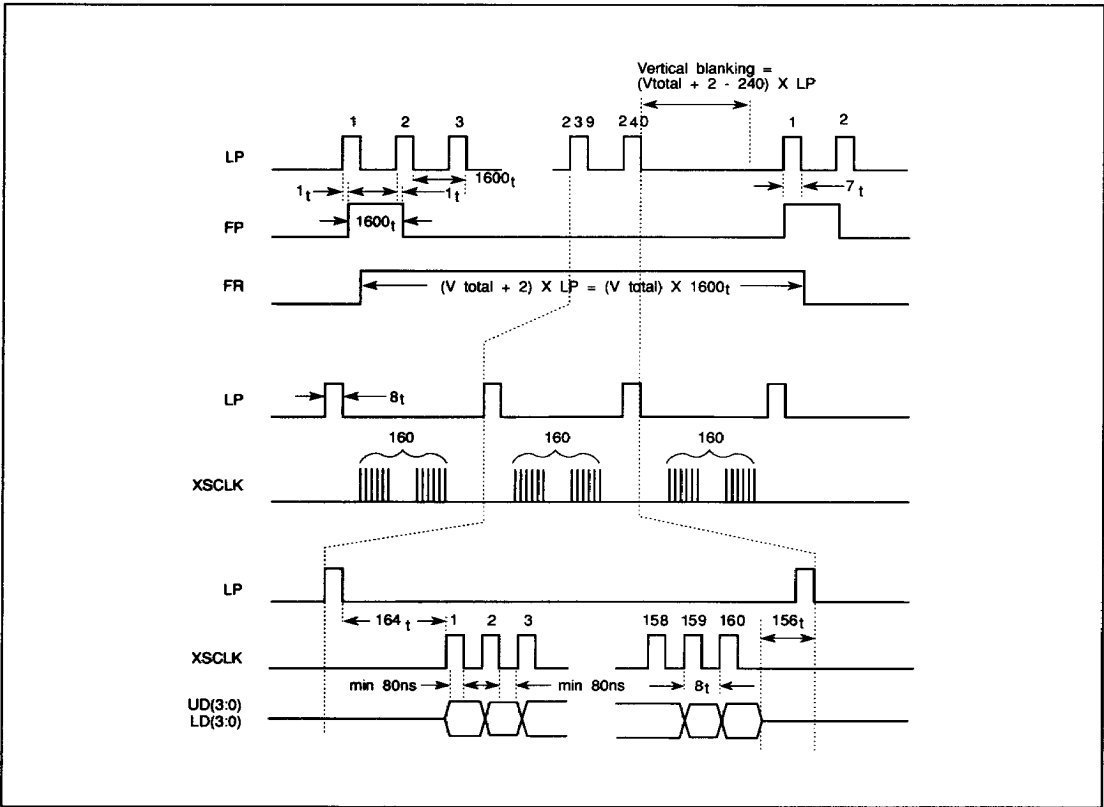 Vertical blanking =
(Vtotal + 2 - 240) X LP
1 2 3 239 240 1 2
LP
1600t
1t 1t 7t
FP 1600t
FR (V total + 2) X LP = (V total) X 1600t
LP 8t
160 160 160
XSCLK
LP
164t 1 2 3 158 159 160 156t
XSCLK
min 80ns min 80ns 8t
UD(3:0)
LD(3:0)